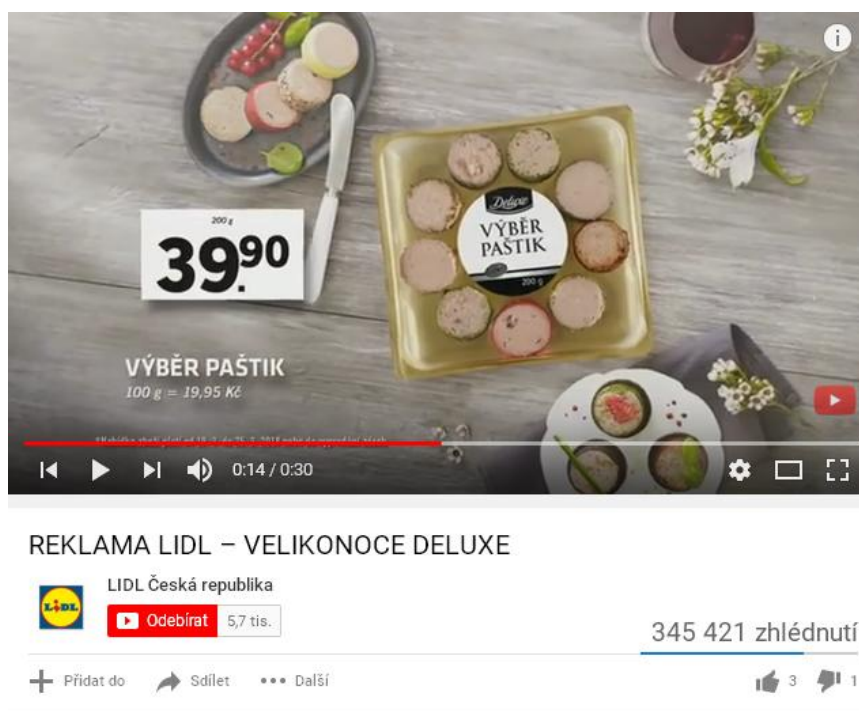 200 g
39.90
Deluxe
VÝBĚR
PAŠTIK
200 g
VÝBĚR PAŠTIK
100 g = 19,95 Kč
0:14 / 0:30
REKLAMA LIDL – VELIKONOCE DELUXE
LIDL
LIDL Česká republika
Odebírat 5,7 tis.
345 421 zhlédnutí
Přidat do Sdílet Další 3 1